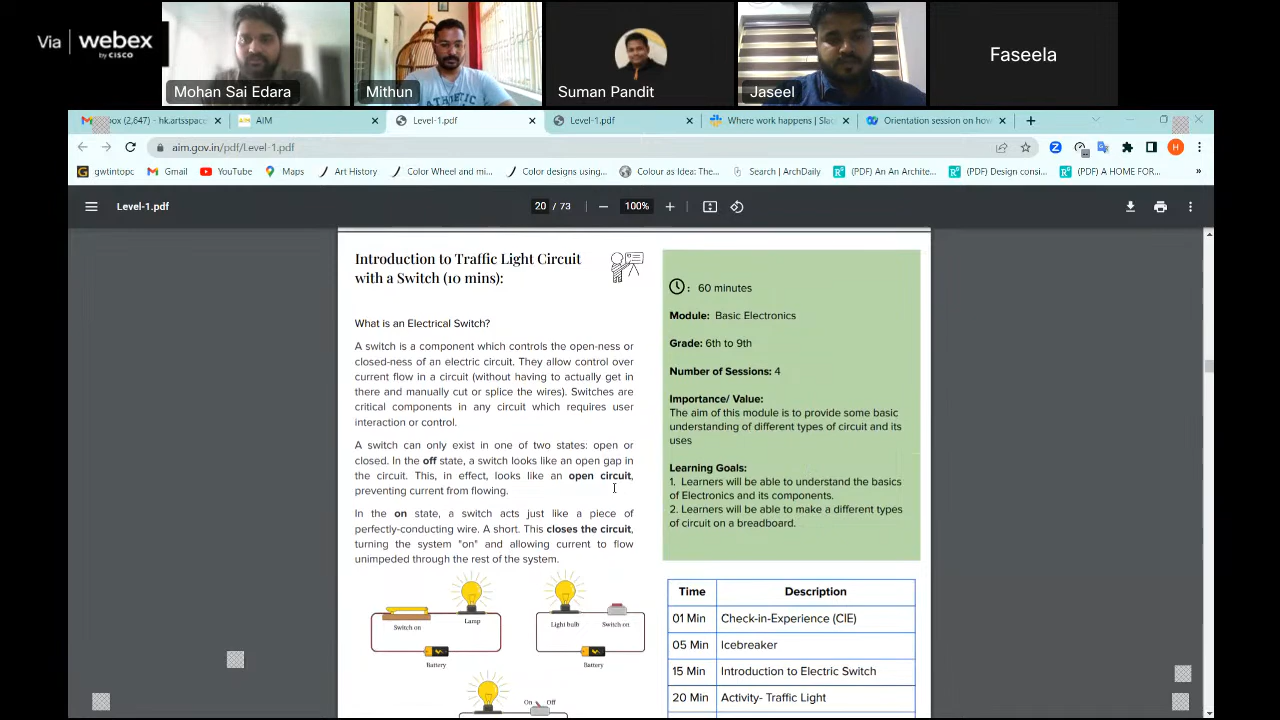 Via webex
by CISCO
Mohan Sai Edara
Mithun
Suman Pandit
Jaseel
Faseela
box (2,647) - hk.artsspace
AIM
Level-1.pdf
Level-1.pdf
Where work happens | Sla
Orientation session on how
aim.gov.in/pdf/Level-1.pdf
gwtintopc
Gmail
YouTube
Maps
Art History
Color Wheel and mi...
Color designs using...
Colour as Idea: The...
Search | ArchDaily
(PDF) An An Archite...
(PDF) Design consi...
(PDF) A HOME FOR...
Level-1.pdf
20 / 73
100%
Introduction to Traffic Light Circuit
with a Switch (10 mins):
What is an Electrical Switch?
A switch is a component which controls the open-ness or
closed-ness of an electric circuit. They allow control over
current flow in a circuit (without having to actually get in
there and manually cut or splice the wires). Switches are
critical components in any circuit which requires user
interaction or control.
A switch can only exist in one of two states: open or
closed. In the off state, a switch looks like an open gap in
the circuit. This, in effect, looks like an open circuit,
preventing current from flowing.
In the on state, a switch acts just like a piece of
perfectly-conducting wire. A short. This closes the circuit,
turning the system "on" and allowing current to flow
unimpeded through the rest of the system.
Switch on
Lamp
Battery
Light bulb
Switch on
Battery
On
Off
: 60 minutes
Module: Basic Electronics
Grade: 6th to 9th
Number of Sessions: 4
Importance/ Value:
The aim of this module is to provide some basic
understanding of different types of circuit and its
uses
Learning Goals:
1. Learners will be able to understand the basics
of Electronics and its components.
2. Learners will be able to make a different types
of circuit on a breadboard.
Time Description
01 Min Check-in-Experience (CIE)
05 Min Icebreaker
15 Min Introduction to Electric Switch
20 Min Activity- Traffic Light